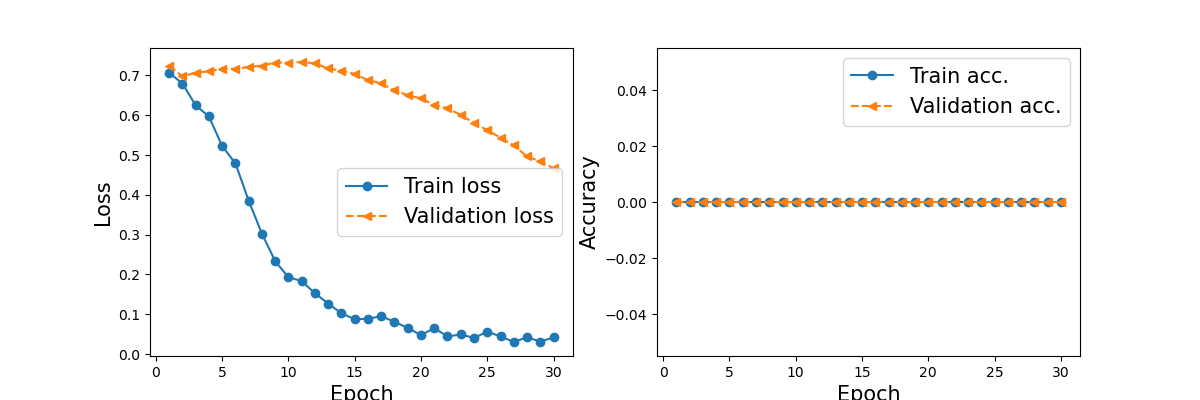 0.7
0.6
0.5
0.4
0.3
0.2
0.1
0.0
Loss
0 5 10 15 20 25 30
Epoch
Train loss
Validation loss
0.04
0.02
0.00
−0.02
−0.04
Accuracy
0 5 10 15 20 25 30
Epoch
Train acc.
Validation acc.